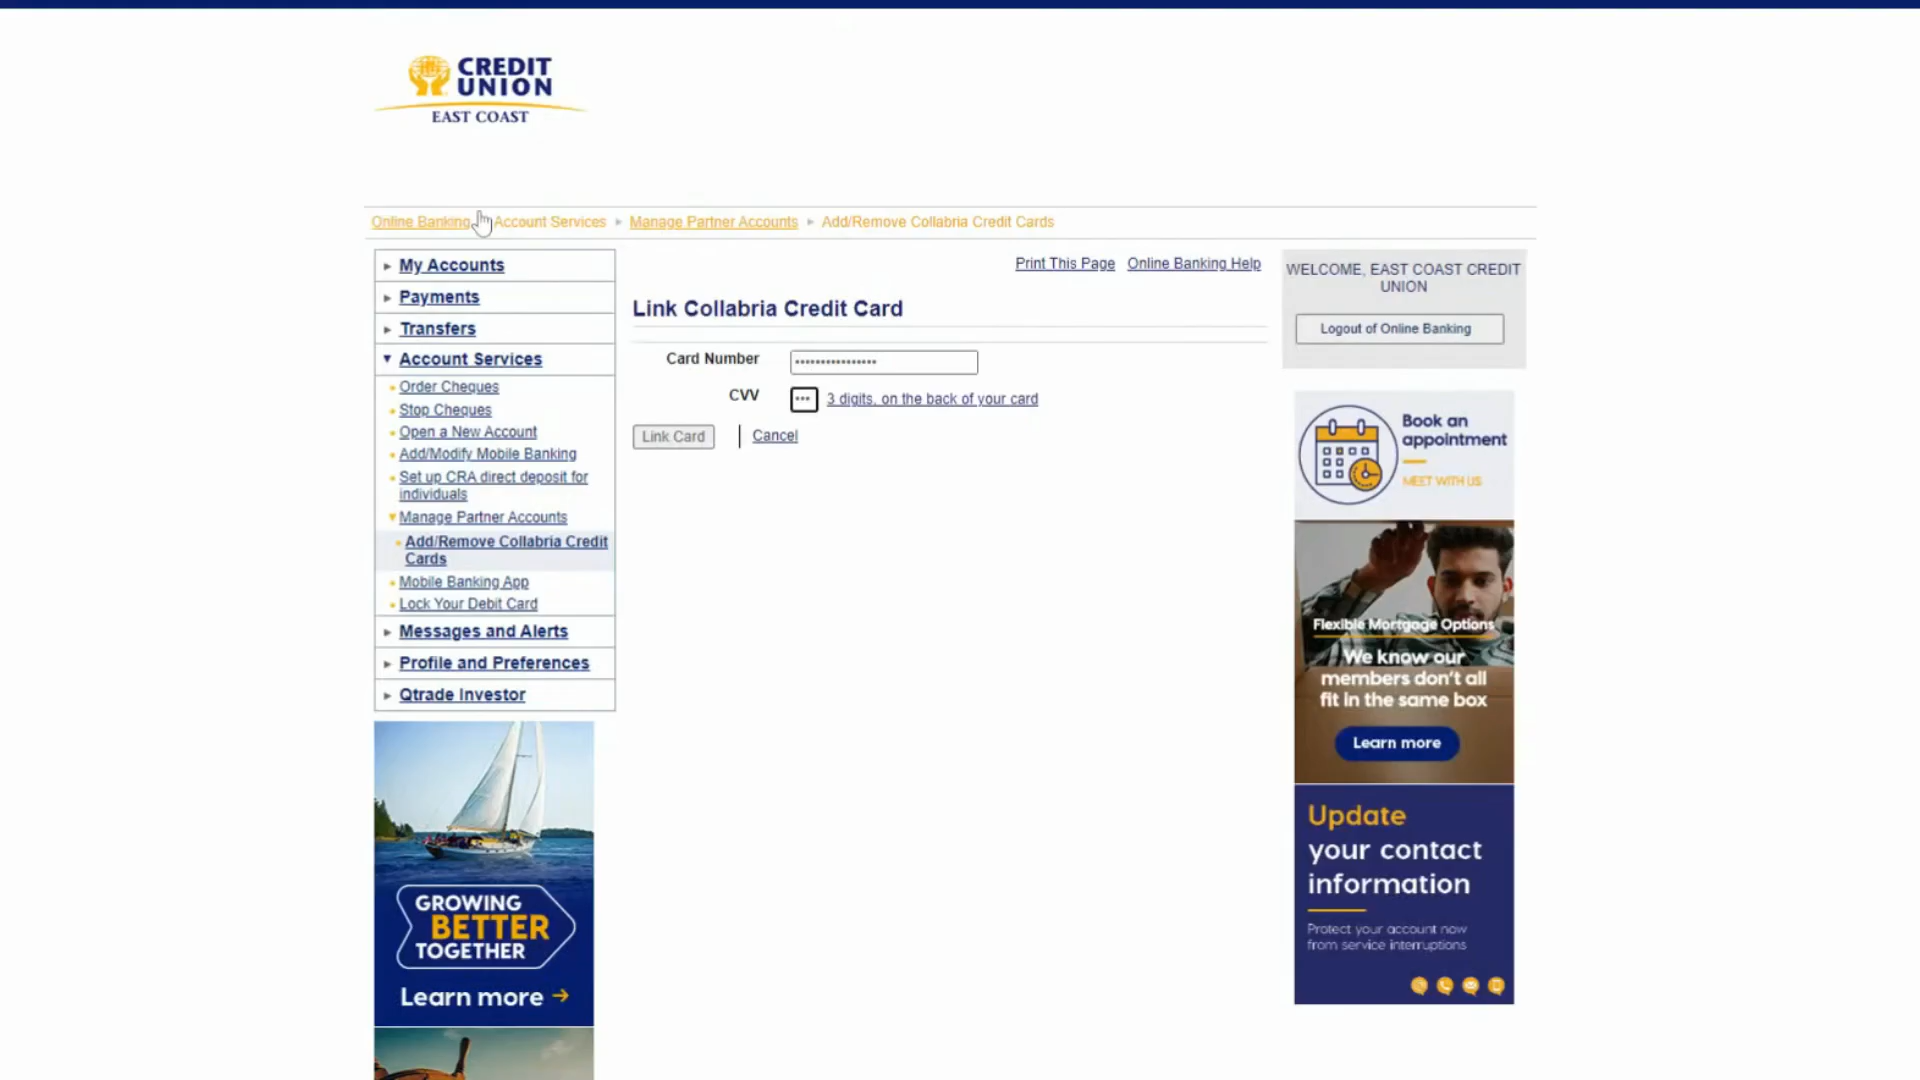 CREDIT
UNION
EAST COAST
Online Banking Account Services ▸ Manage Partner Accounts ▸ Add/Remove Collabria Credit Cards
My Accounts
Payments
Transfers
Account Services
Order Cheques
Stop Cheques
Open a New Account
Add/Modify Mobile Banking
Set up CRA direct deposit for
individuals
Manage Partner Accounts
Add/Remove Collabria Credit
Cards
Mobile Banking App
Lock Your Debit Card
Messages and Alerts
Profile and Preferences
Qtrade Investor
GROWING
BETTER
TOGETHER
Learn more →
Print This Page Online Banking Help
Link Collabria Credit Card
Card Number ••••••••••••••••
CVV ••• 3 digits, on the back of your card
Link Card Cancel
WELCOME, EAST COAST CREDIT
UNION
Logout of Online Banking
Book an
appointment
MEET WITH US
Flexible Mortgage Options
We know our
members don't all
fit in the same box
Learn more
Update
your contact
information
Protect your account now
from service interruptions